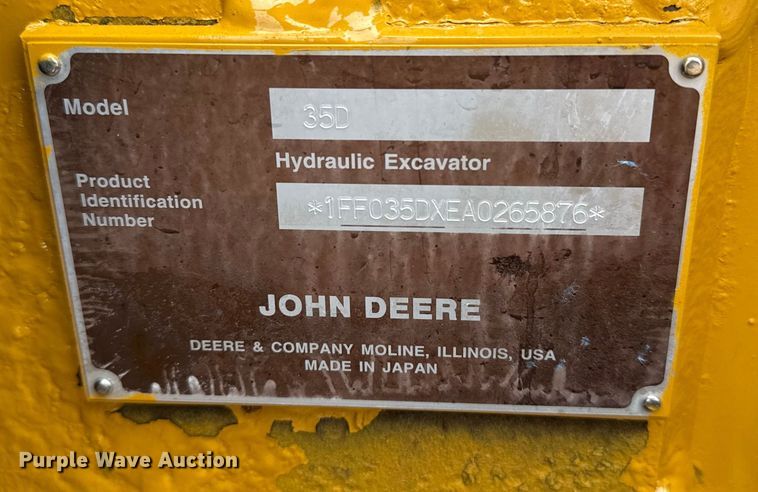 Model
35D
Hydraulic Excavator
Product
Identification
Number
*1FF035DXEA0265876*
JOHN DEERE
DEERE & COMPANY MOLINE, ILLINOIS, USA
MADE IN JAPAN
Purple Wave Auction